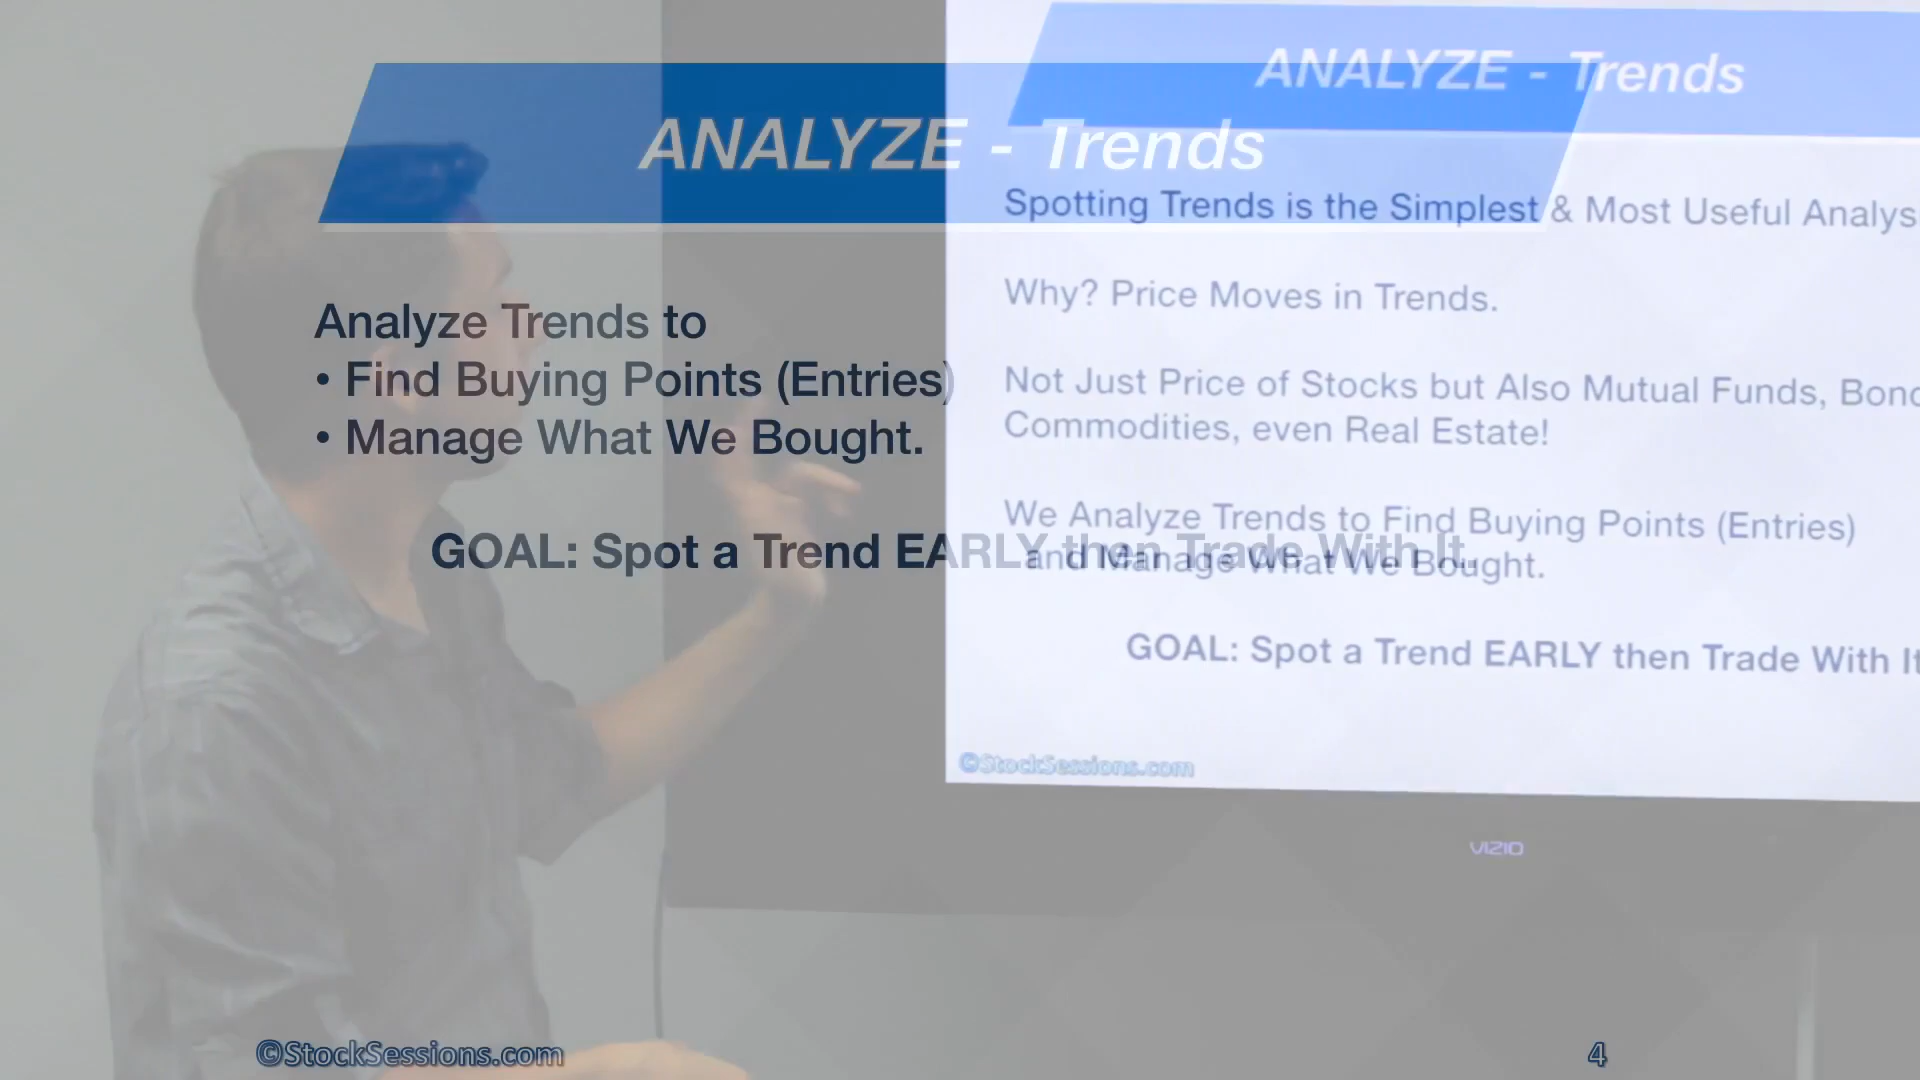 ANALYZE - Trends
Analyze Trends to
• Find Buying Points (Entries)
• Manage What We Bought.
GOAL: Spot a Trend EARLY then Trade With It.
©StockSessions.com
4
ANALYZE - Trends
Spotting Trends is the Simplest & Most Useful Analys
Why? Price Moves in Trends.
Not Just Price of Stocks but Also Mutual Funds, Bond
Commodities, even Real Estate!
We Analyze Trends to Find Buying Points (Entries)
and Manage What We Bought.
GOAL: Spot a Trend EARLY then Trade With It
©StockSessions.com
VIZIO